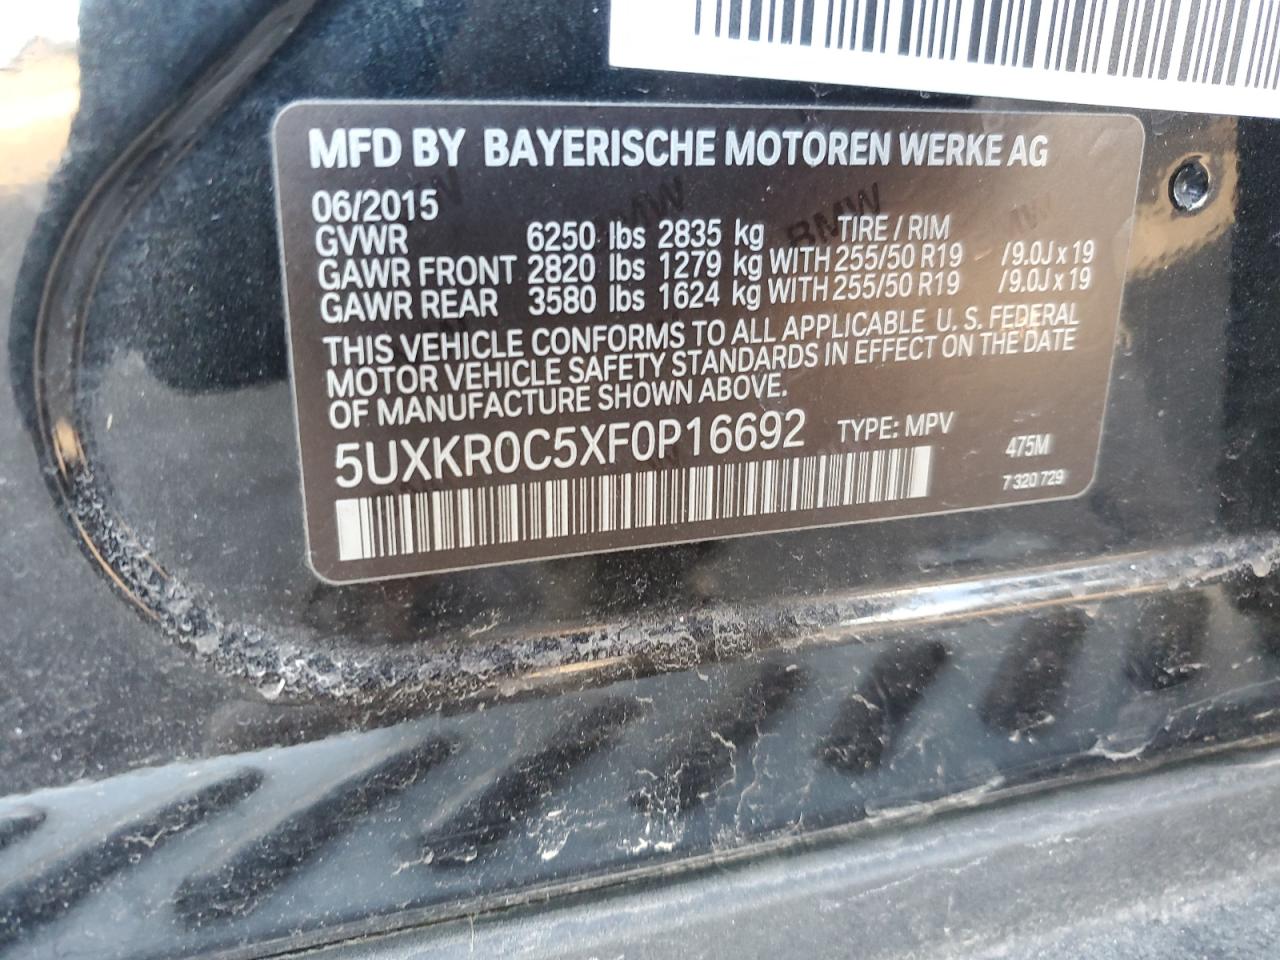 MFD BY BAYERISCHE MOTOREN WERKE AG
06/2015
GVWR 6250 lbs 2835 kg TIRE / RIM
GAWR FRONT 2820 lbs 1279 kg WITH 255/50 R19 /9.0J x 19
GAWR REAR 3580 lbs 1624 kg WITH 255/50 R19 /9.0J x 19
THIS VEHICLE CONFORMS TO ALL APPLICABLE U. S. FEDERAL
MOTOR VEHICLE SAFETY STANDARDS IN EFFECT ON THE DATE
OF MANUFACTURE SHOWN ABOVE.
5UXKR0C5XF0P16692 TYPE: MPV 475M
7 320 729